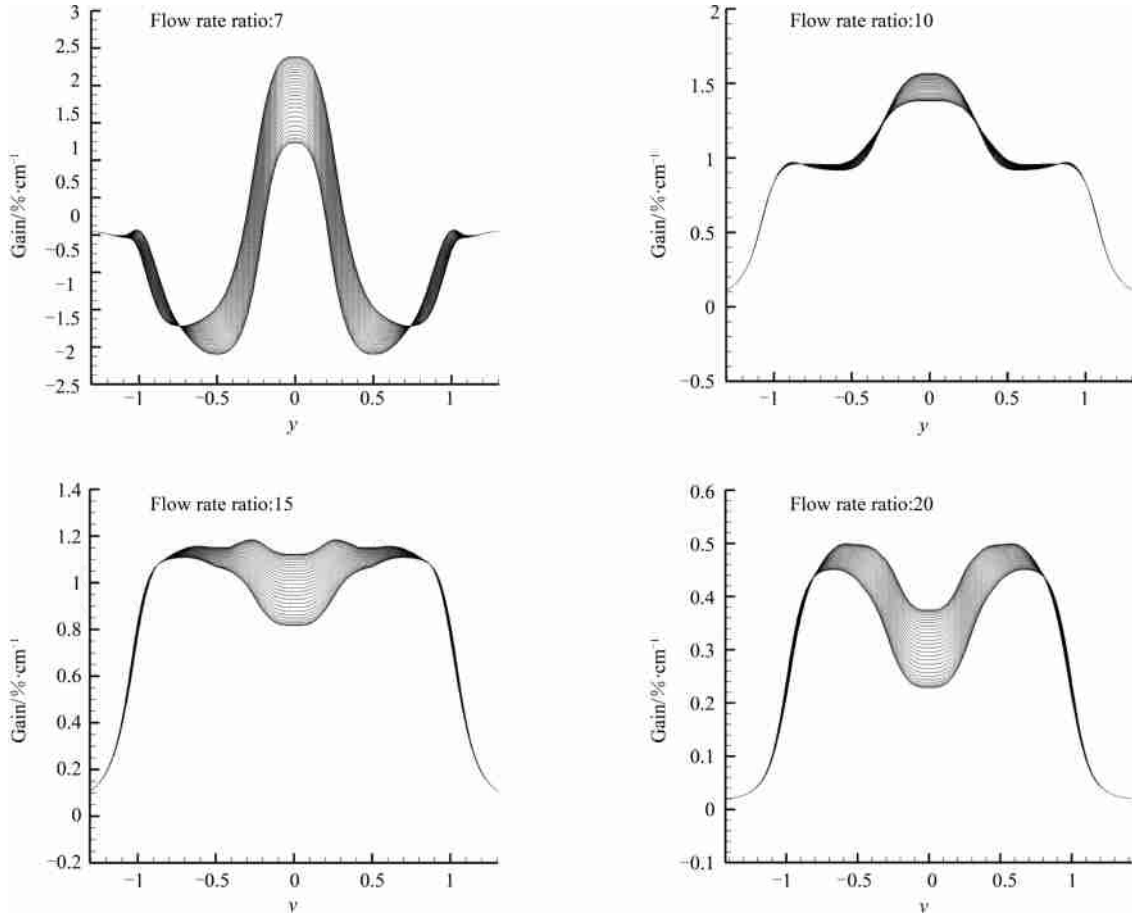 Flow rate ratio:7
3
2.5
2
1.5
1
0.5
0
−0.5
−1
−1.5
−2
−2.5
Gain/%·cm⁻¹
−1 −0.5 0 0.5 1
y
Flow rate ratio:10
2
1.5
1
0.5
0
−0.5
Gain/%·cm⁻¹
−1 −0.5 0 0.5 1
y
Flow rate ratio:15
1.4
1.2
1
0.8
0.6
0.4
0.2
0
−0.2
Gain/%·cm⁻¹
−1 −0.5 0 0.5 1
y
Flow rate ratio:20
0.6
0.5
0.4
0.3
0.2
0.1
0
−0.1
Gain/%·cm⁻¹
−1 −0.5 0 0.5 1
y